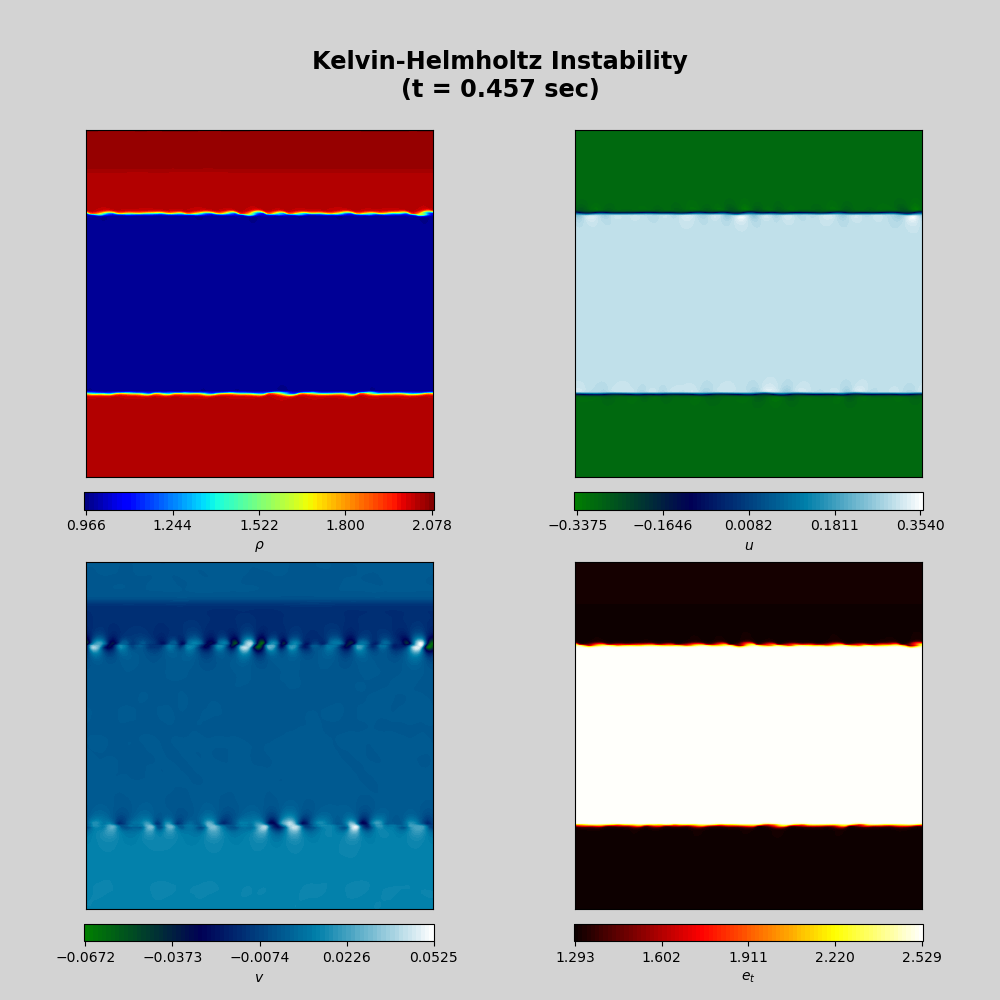 Kelvin-Helmholtz Instability
(t = 0.457 sec)
0.966 1.244 1.522 1.800 2.078
ρ
−0.3375 −0.1646 0.0082 0.1811 0.3540
u
−0.0672 −0.0373 −0.0074 0.0226 0.0525
v
1.293 1.602 1.911 2.220 2.529
e_t